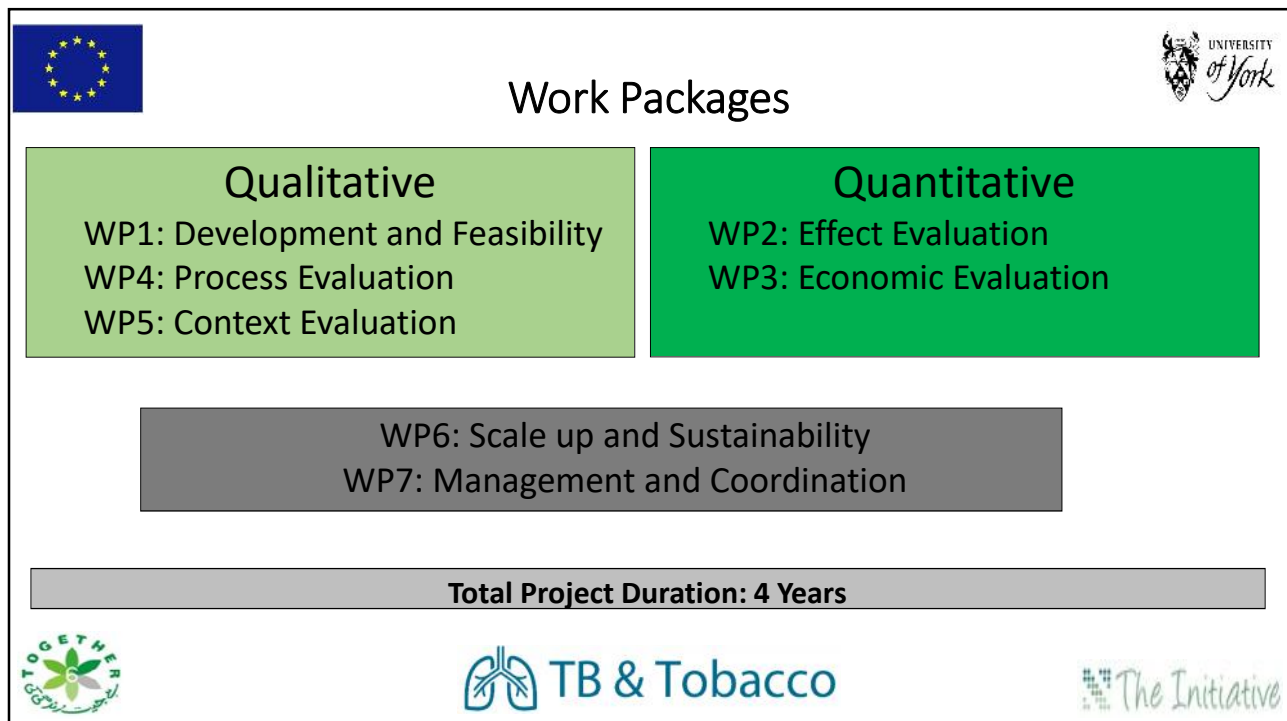 UNIVERSITY
of York
Work Packages
Qualitative
WP1: Development and Feasibility
WP4: Process Evaluation
WP5: Context Evaluation
Quantitative
WP2: Effect Evaluation
WP3: Economic Evaluation
WP6: Scale up and Sustainability
WP7: Management and Coordination
Total Project Duration: 4 Years
TOGETHER
TB & Tobacco
The Initiative